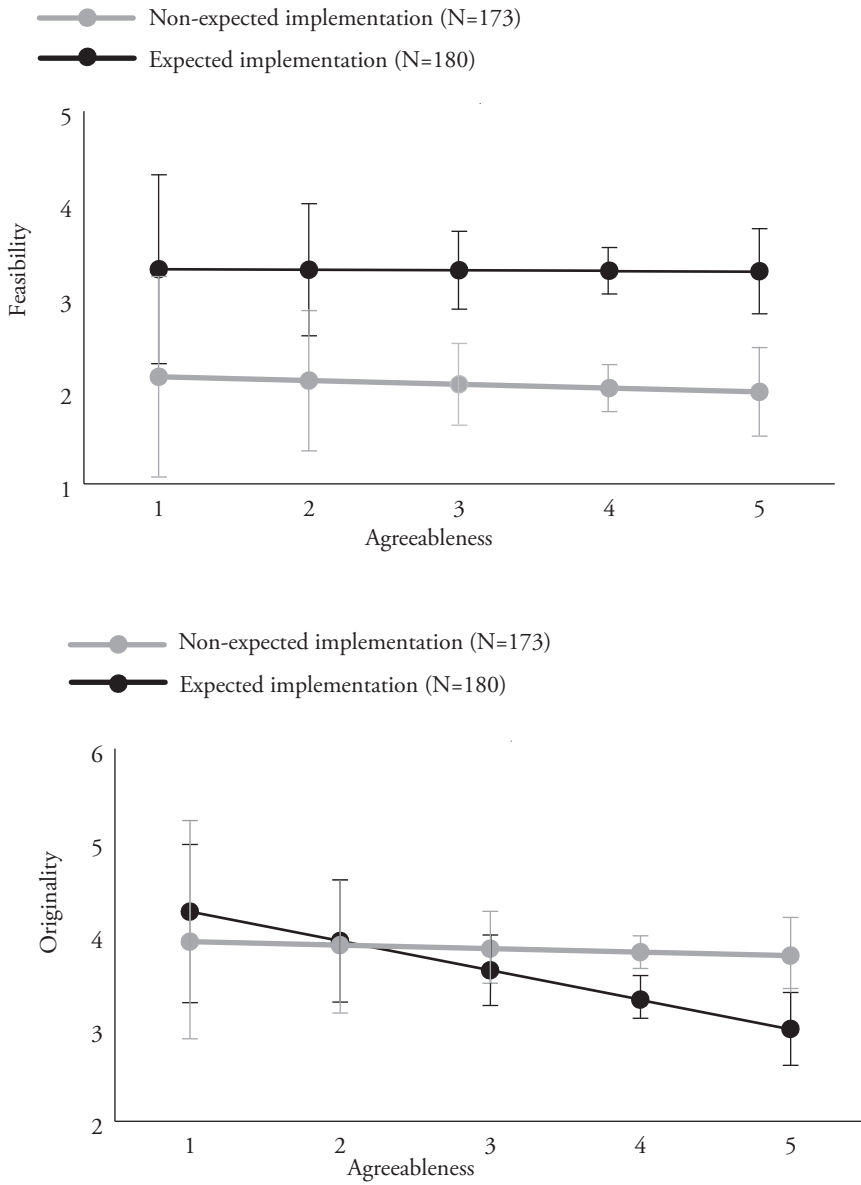 Non-expected implementation (N=173)
Expected implementation (N=180)
5
4
3
2
1
Feasibility
1 2 3 4 5
Agreeableness
Non-expected implementation (N=173)
Expected implementation (N=180)
6
5
4
3
2
Originality
1 2 3 4 5
Agreeableness